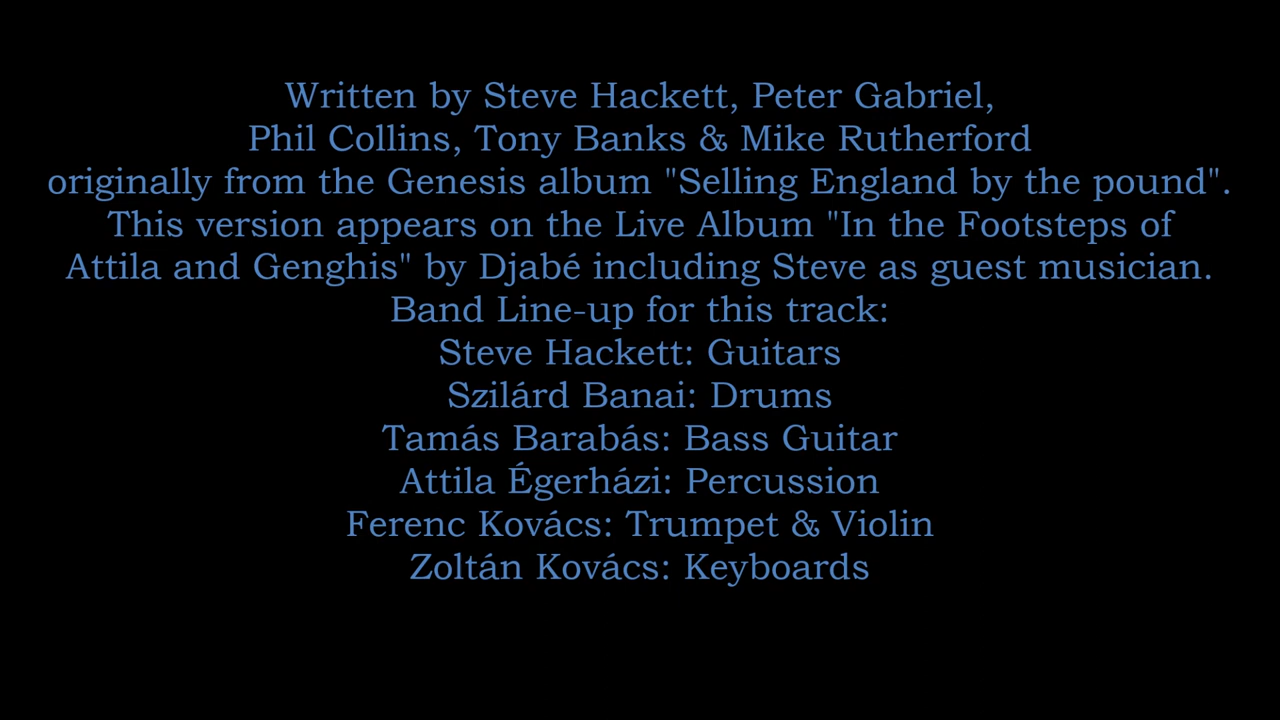 Written by Steve Hackett, Peter Gabriel,
Phil Collins, Tony Banks & Mike Rutherford
originally from the Genesis album "Selling England by the pound".
This version appears on the Live Album "In the Footsteps of
Attila and Genghis" by Djabé including Steve as guest musician.
Band Line-up for this track:
Steve Hackett: Guitars
Szilárd Banai: Drums
Tamás Barabás: Bass Guitar
Attila Égerházi: Percussion
Ferenc Kovács: Trumpet & Violin
Zoltán Kovács: Keyboards